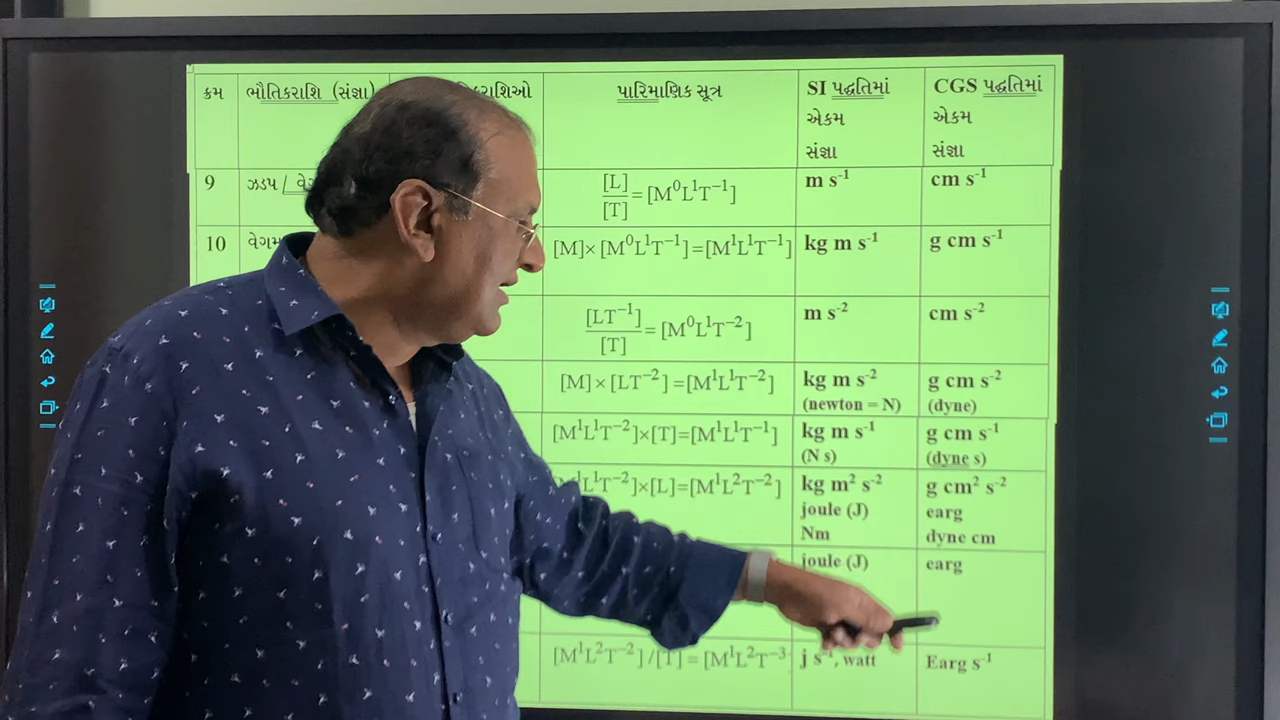 ક્રમ ભૌતિકરાશિ (સંજ્ઞા) પારિમાણિક સૂત્ર SI પદ્ધતિમાં એકમ સંજ્ઞા CGS પદ્ધતિમાં એકમ સંજ્ઞા
9 ઝડપ / [L]/[T] = [M⁰L¹T⁻¹] m s⁻¹ cm s⁻¹
10 [M]×[M⁰L¹T⁻¹]=[M¹L¹T⁻¹] kg m s⁻¹ g cm s⁻¹
[LT⁻¹]/[T] = [M⁰L¹T⁻²] m s⁻² cm s⁻²
[M]×[LT⁻²]=[M¹L¹T⁻²] kg m s⁻² g cm s⁻²
(newton = N) (dyne)
[M¹L¹T⁻²]×[T]=[M¹L¹T⁻¹] kg m s⁻¹ g cm s⁻¹
(N s) (dyne s)
L¹T⁻²]×[L]=[M¹L²T⁻²] kg m² s⁻² g cm² s⁻²
joule (J) earg
Nm dyne cm
joule (J) earg
[M¹L²T⁻²] /[T] = [M¹L²T⁻³ j s⁻¹, watt Earg s⁻¹